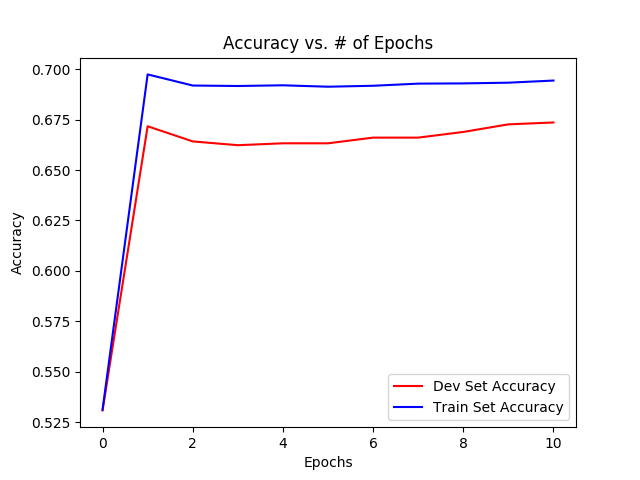 Accuracy vs. # of Epochs
0.700
0.675
0.650
0.625
0.600
0.575
0.550
0.525
Accuracy
Dev Set Accuracy
Train Set Accuracy
0 2 4 6 8 10
Epochs